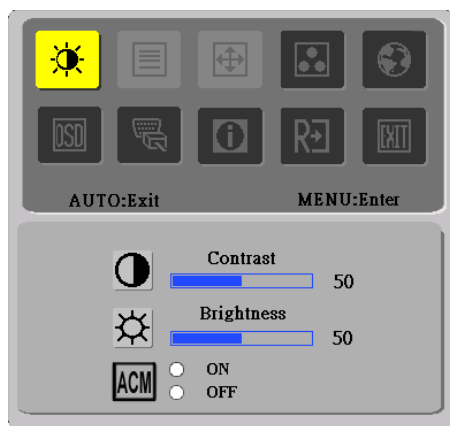 OSD
R
EXIT
AUTO:Exit MENU:Enter
Contrast
50
Brightness
50
ACM ON
OFF